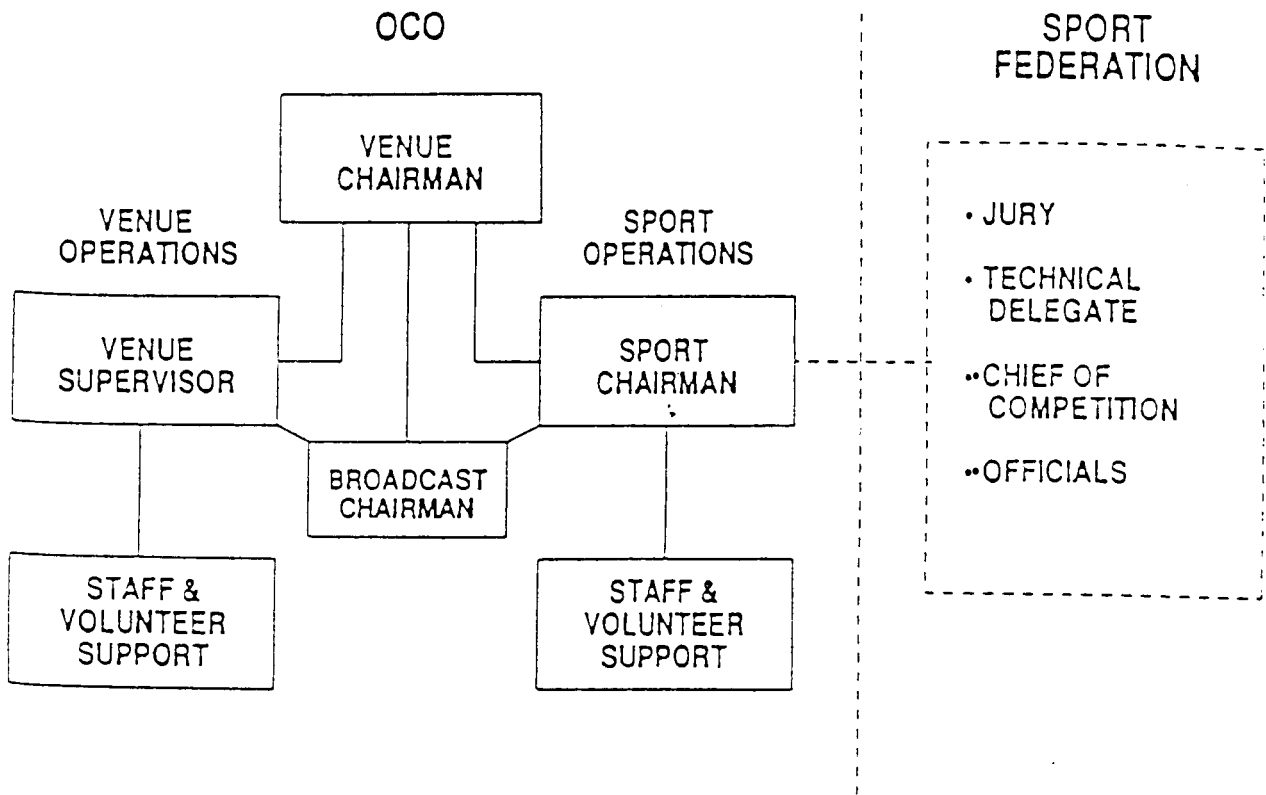 OCO
SPORT
FEDERATION
VENUE
CHAIRMAN
VENUE
OPERATIONS
SPORT
OPERATIONS
VENUE
SUPERVISOR
SPORT
CHAIRMAN
BROADCAST
CHAIRMAN
STAFF &
VOLUNTEER
SUPPORT
STAFF &
VOLUNTEER
SUPPORT
• JURY
• TECHNICAL
DELEGATE
••CHIEF OF
COMPETITION
••OFFICIALS